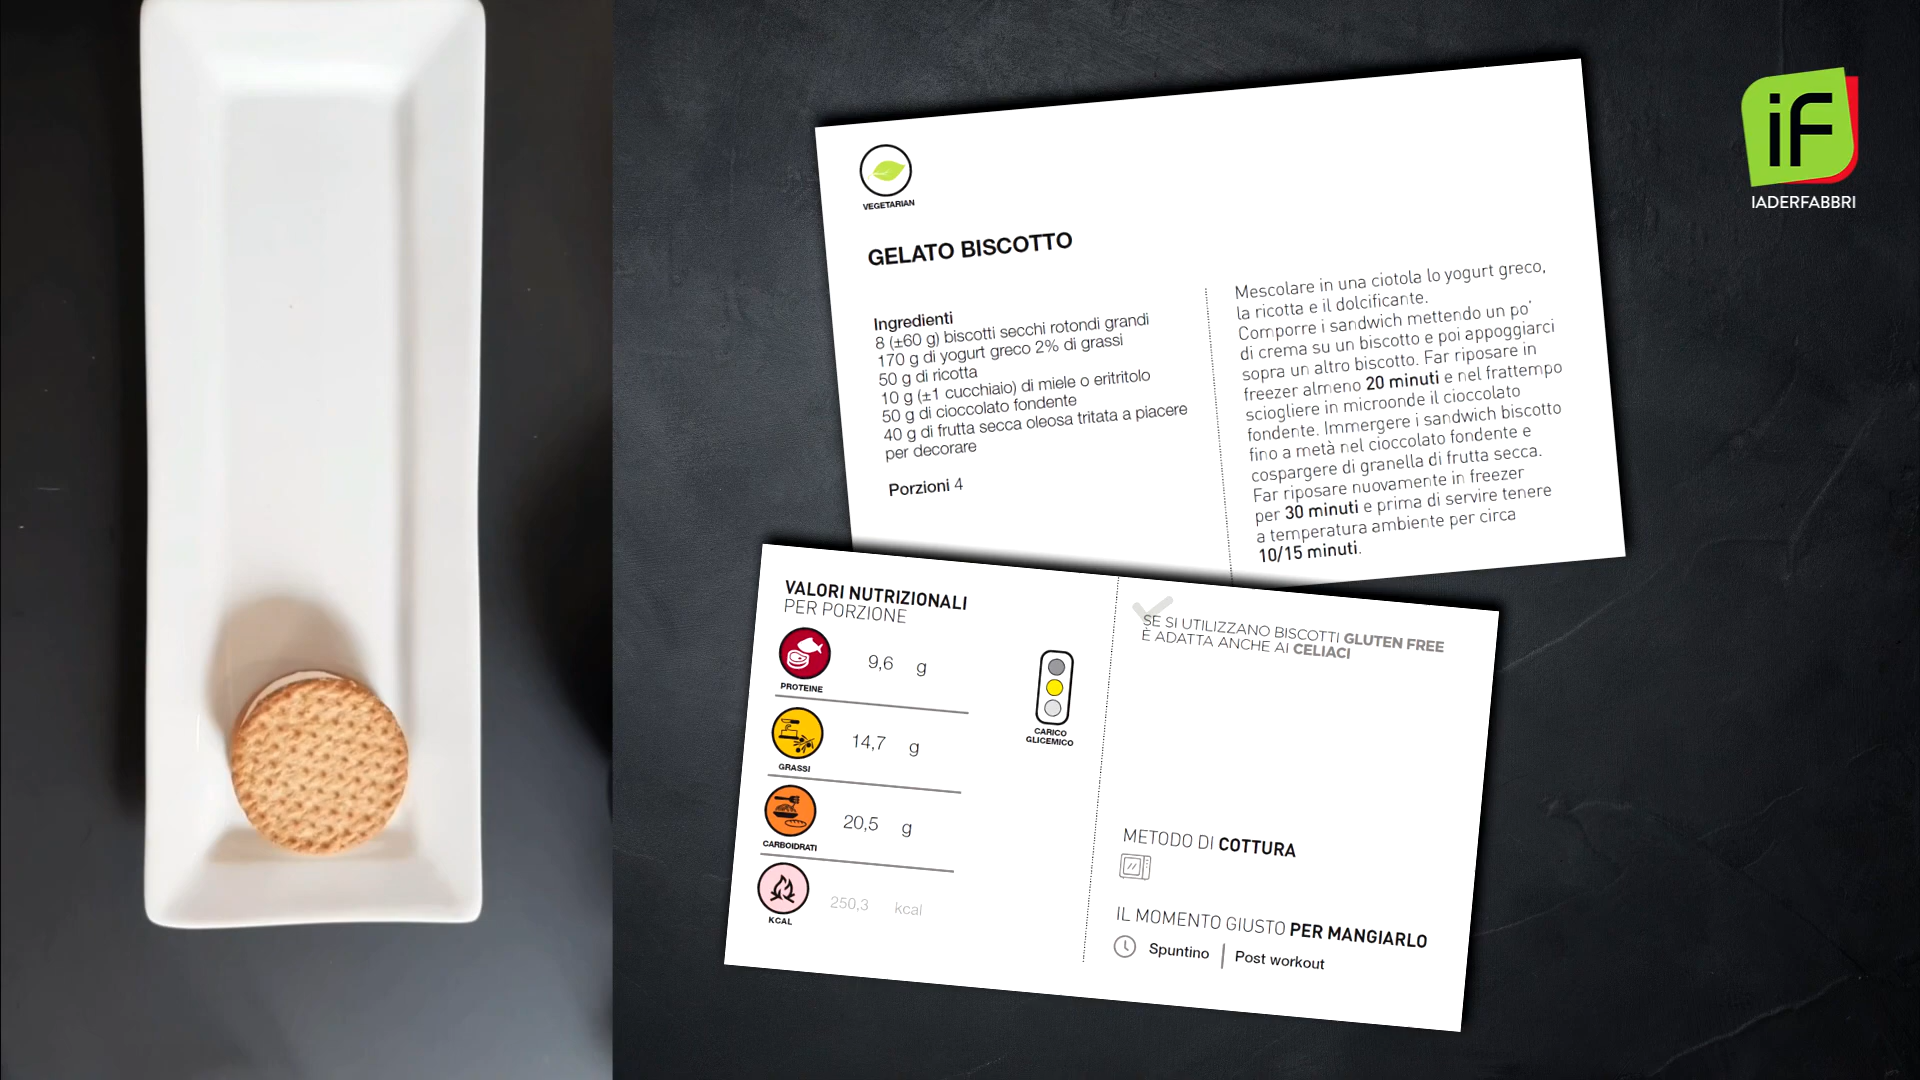 iF
IADERFABBRI
VEGETARIAN
GELATO BISCOTTO
Ingredienti
8 (±60 g) biscotti secchi rotondi grandi
170 g di yogurt greco 2% di grassi
50 g di ricotta
10 g (±1 cucchiaio) di miele o eritritolo
50 g di cioccolato fondente
40 g di frutta secca oleosa tritata a piacere
per decorare
Porzioni 4
Mescolare in una ciotola lo yogurt greco,
la ricotta e il dolcificante.
Comporre i sandwich mettendo un po'
di crema su un biscotto e poi appoggiarci
sopra un altro biscotto. Far riposare in
freezer almeno 20 minuti e nel frattempo
sciogliere in microonde il cioccolato
fondente. Immergere i sandwich biscotto
fino a metà nel cioccolato fondente e
cospargere di granella di frutta secca.
Far riposare nuovamente in freezer
per 30 minuti e prima di servire tenere
a temperatura ambiente per circa
10/15 minuti.
VALORI NUTRIZIONALI
PER PORZIONE
9,6 g
PROTEINE
14,7 g
GRASSI
20,5 g
CARBOIDRATI
250,3 kcal
KCAL
CARICO
GLICEMICO
SE SI UTILIZZANO BISCOTTI GLUTEN FREE
È ADATTA ANCHE AI CELIACI
METODO DI COTTURA
IL MOMENTO GIUSTO PER MANGIARLO
Spuntino | Post workout